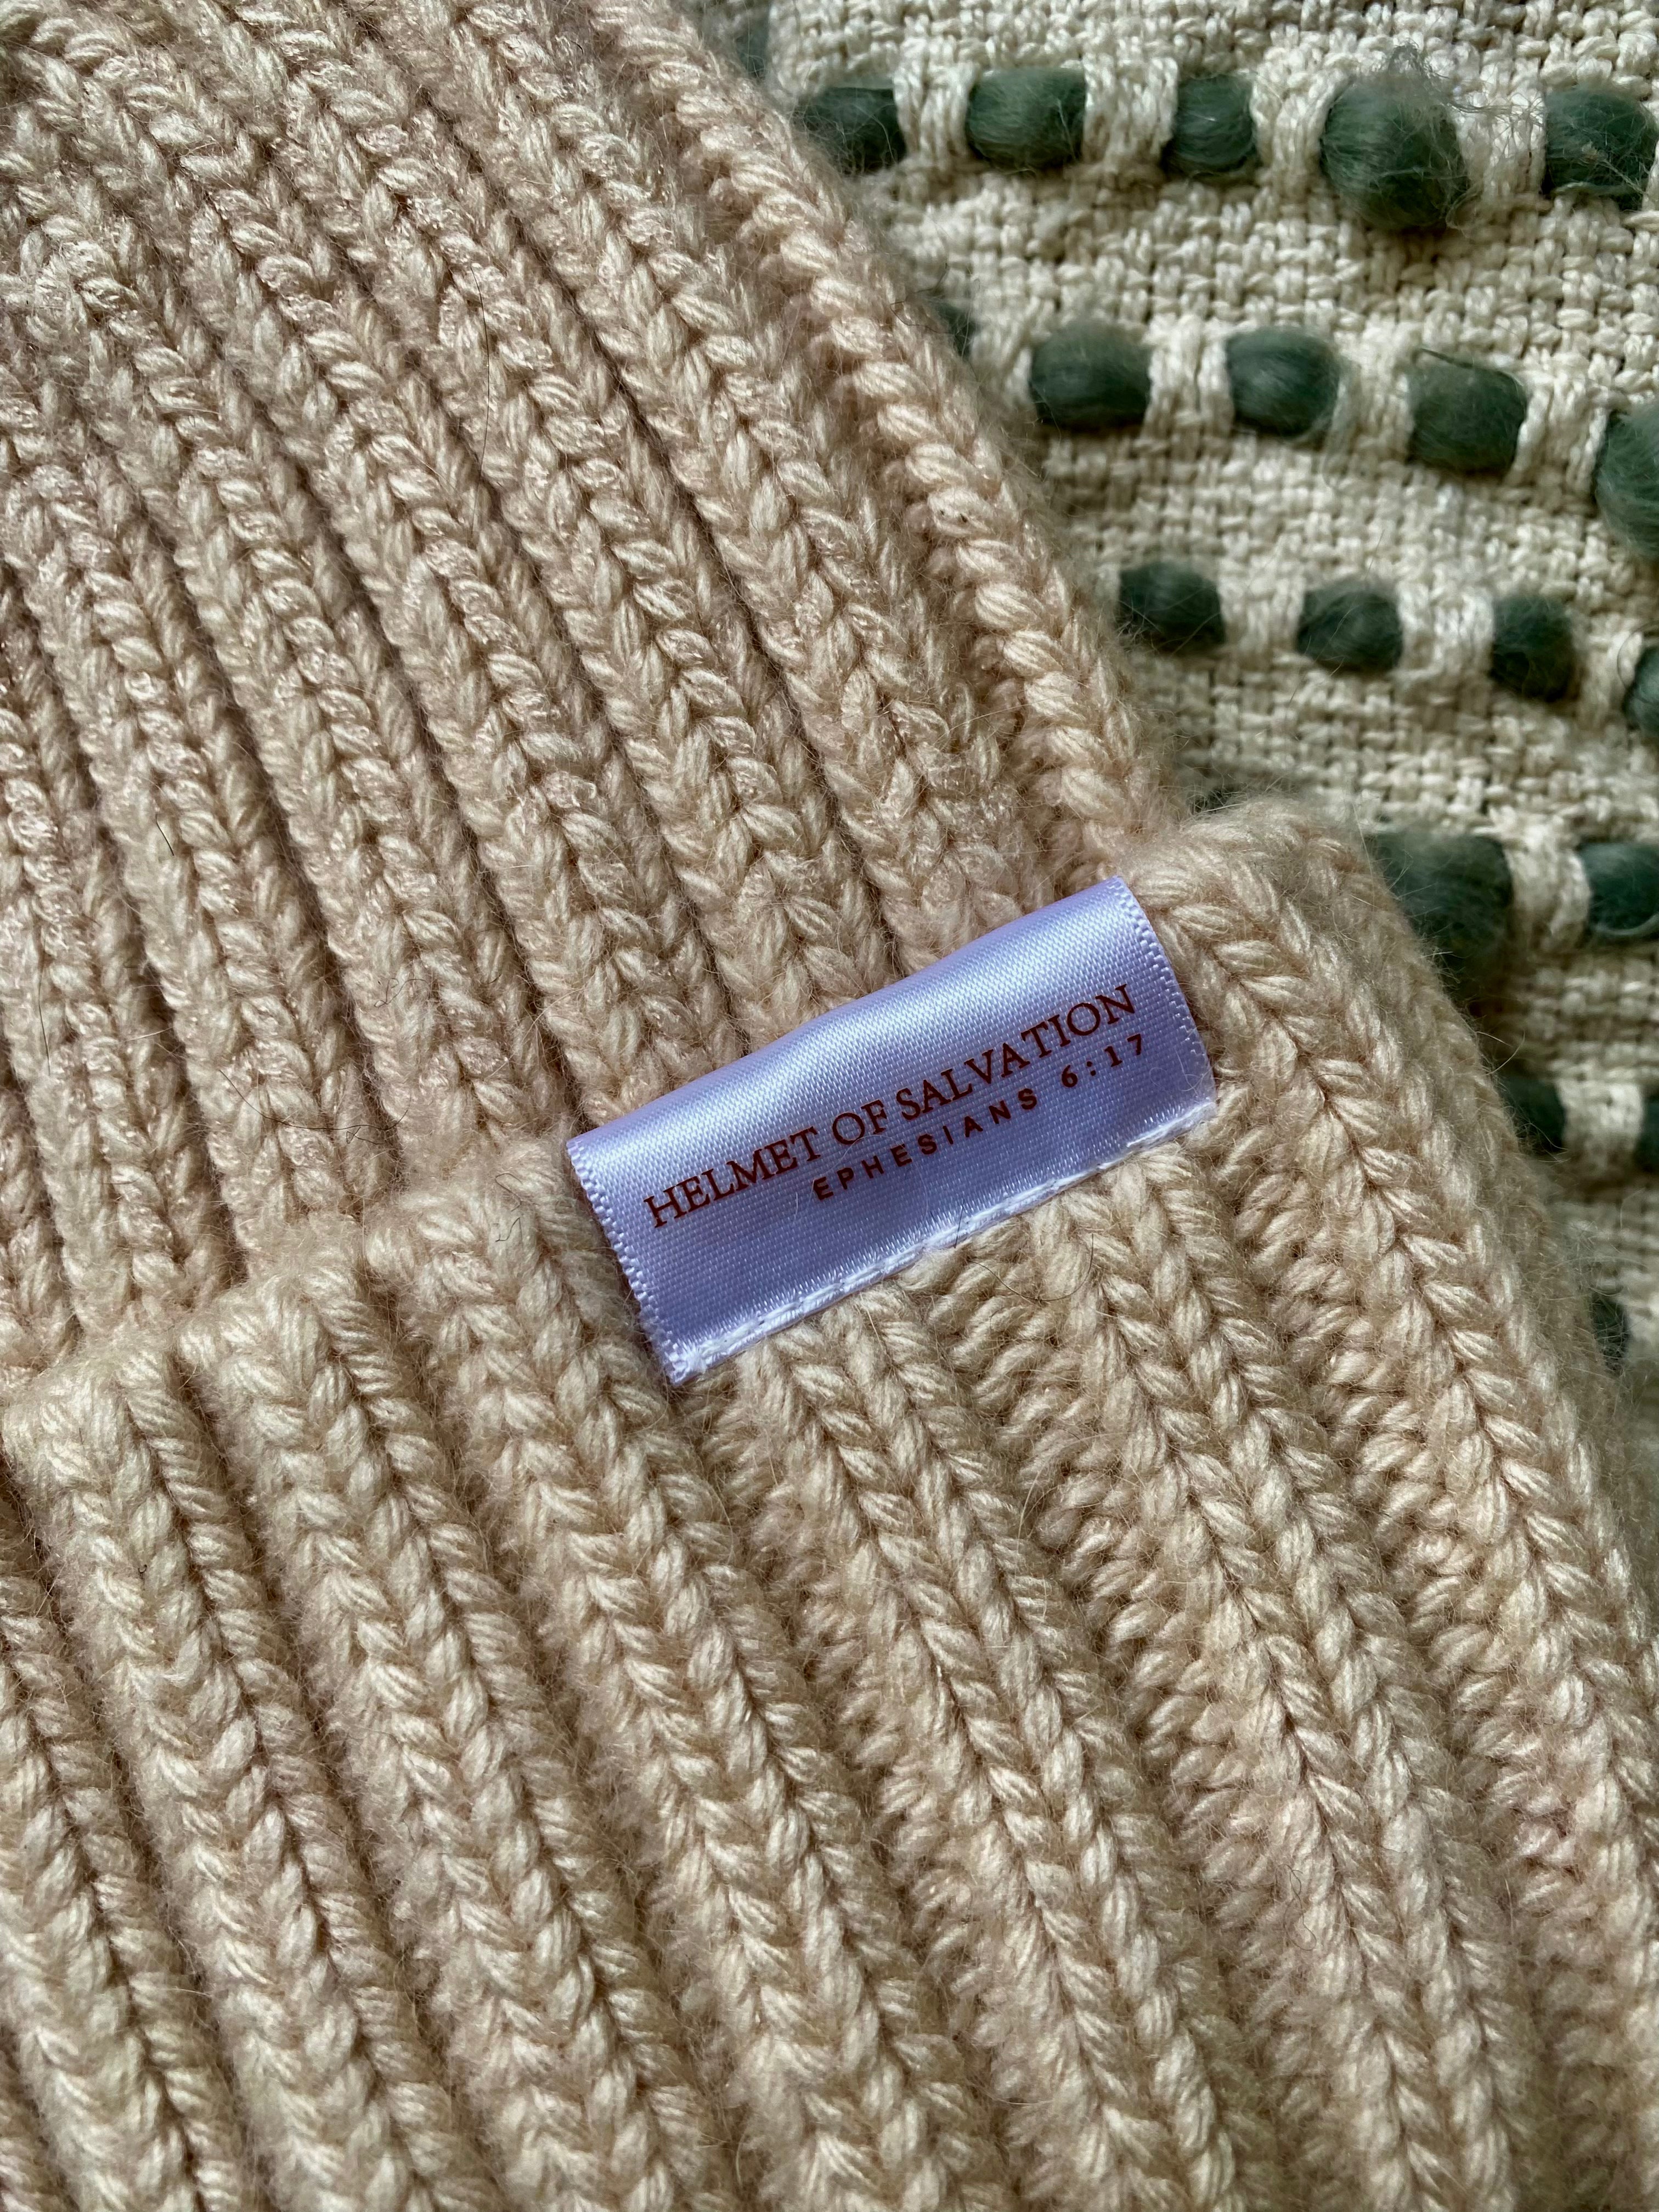 HELMET OF SALVATION
EPHESIANS 6:17